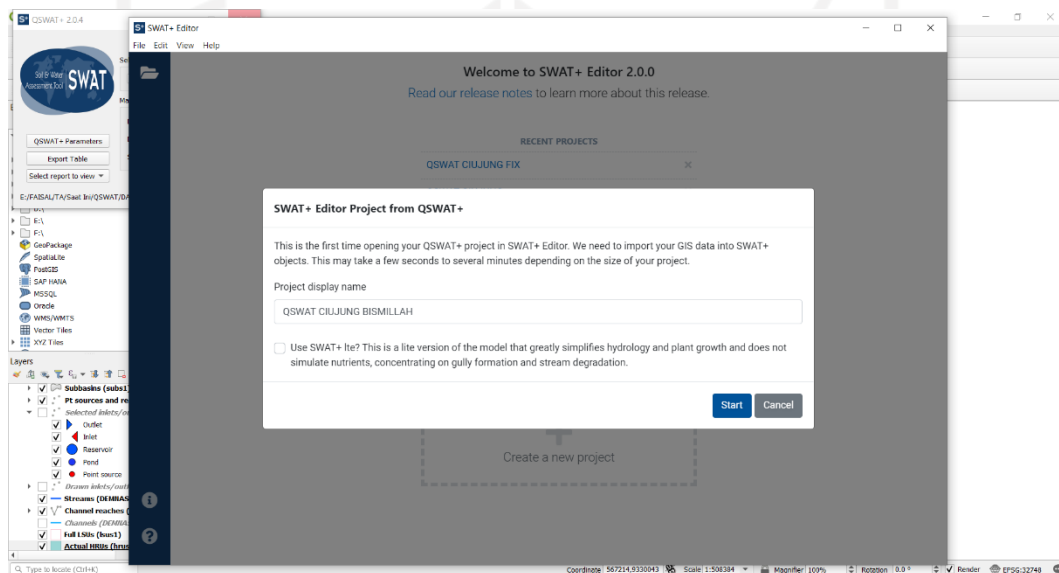 QSWAT+ 2.0.4
SWAT+ Editor
File Edit View Help
Soil & Water
Assessment Tool
SWAT
QSWAT+ Parameters
Export Table
Select report to view
E:/FAISAL/TA/Saat Ini/QSWAT/DA
Welcome to SWAT+ Editor 2.0.0
Read our release notes to learn more about this release.
RECENT PROJECTS
QSWAT CIUJUNG FIX
SWAT+ Editor Project from QSWAT+
This is the first time opening your QSWAT+ project in SWAT+ Editor. We need to import your GIS data into SWAT+
objects. This may take a few seconds to several minutes depending on the size of your project.
Project display name
QSWAT CIUJUNG BISMILLAH
Use SWAT+ lte? This is a lite version of the model that greatly simplifies hydrology and plant growth and does not
simulate nutrients, concentrating on gully formation and stream degradation.
Start Cancel
Create a new project
E:\
F:\
GeoPackage
SpatiaLite
PostGIS
SAP HANA
MSSQL
Oracle
WMS/WMTS
Vector Tiles
XYZ Tiles
Layers
Subbasins (subs1
Pt sources and re
Selected inlets/o
Outlet
Inlet
Reservoir
Pond
Point source
Drawn inlets/out
Streams (DEMNAS
Channel reaches (
Channels (DEMNA
Full LSUs (lsus1)
Actual HRUs (hrus
Type to locate (Ctrl+K)
Coordinate 567214,9330043 Scale 1:508384 Magnifier 100% Rotation 0.0 ° Render EPSG:32748